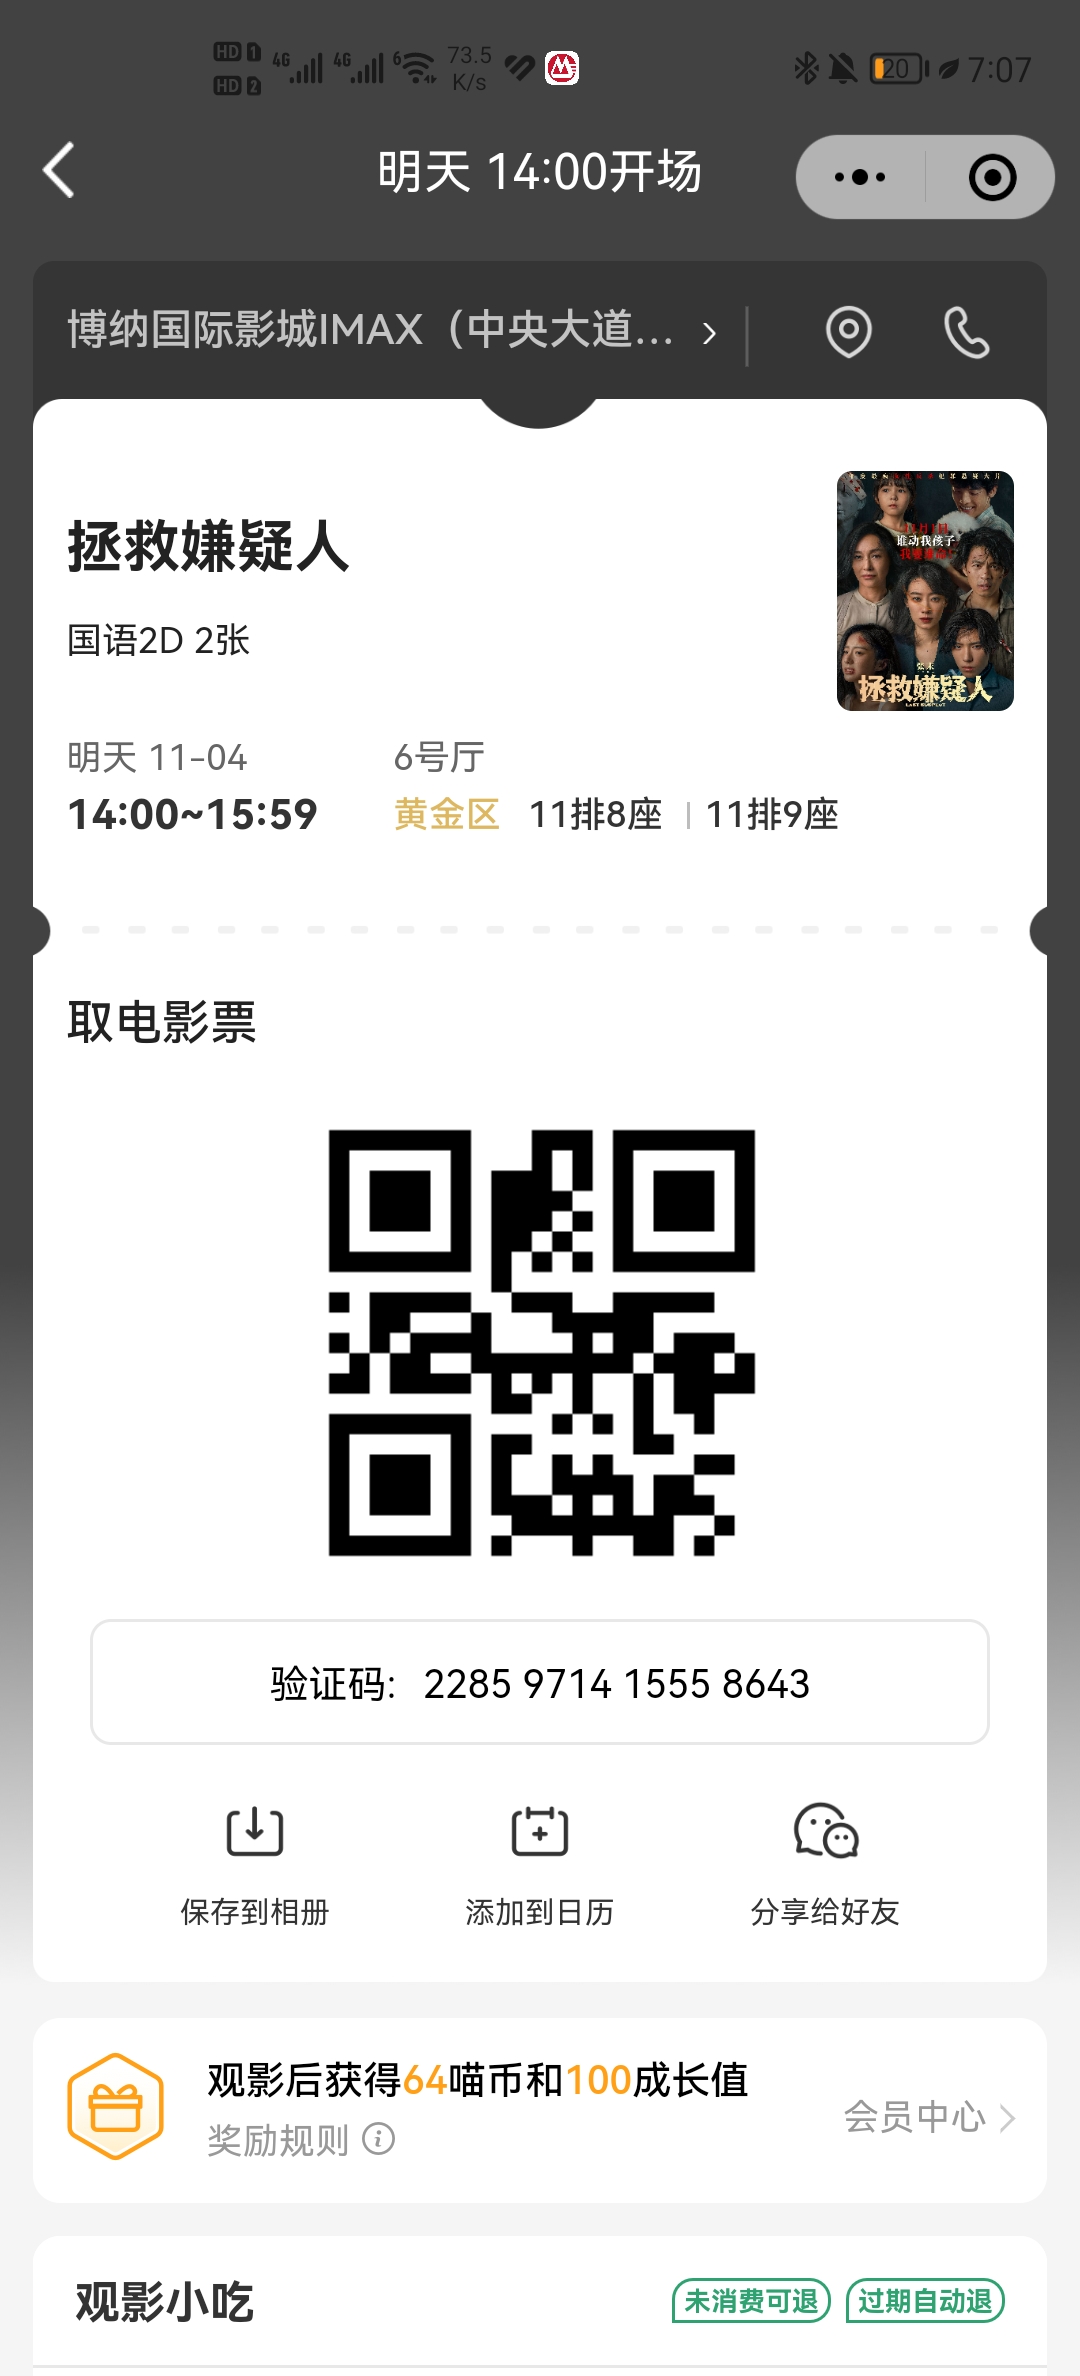 HD 1 4G 4G 6 73.5 20 7:07
HD 2 K/s
明天 14:00开场
博纳国际影城IMAX（中央大道...
拯救嫌疑人
国语2D 2张
谁动我孩子
拯救嫌疑人
明天 11-04 6号厅
14:00~15:59 黄金区 11排8座 11排9座
取电影票
验证码： 2285 9714 1555 8643
保存到相册 添加到日历 分享给好友
观影后获得64喵币和100成长值
奖励规则
会员中心
观影小吃 未消费可退 过期自动退